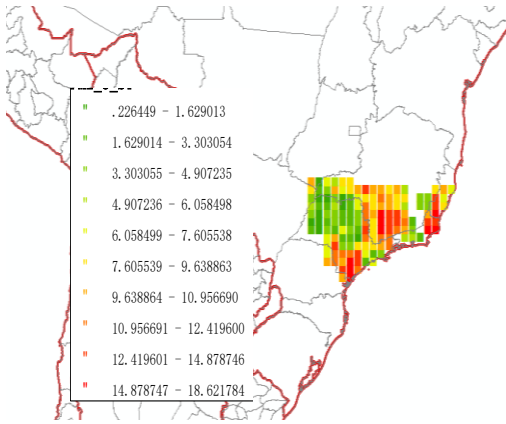 .226449 - 1.629013
1.629014 - 3.303054
3.303055 - 4.907235
4.907236 - 6.058498
6.058499 - 7.605538
7.605539 - 9.638863
9.638864 - 10.956690
10.956691 - 12.419600
12.419601 - 14.878746
14.878747 - 18.621784